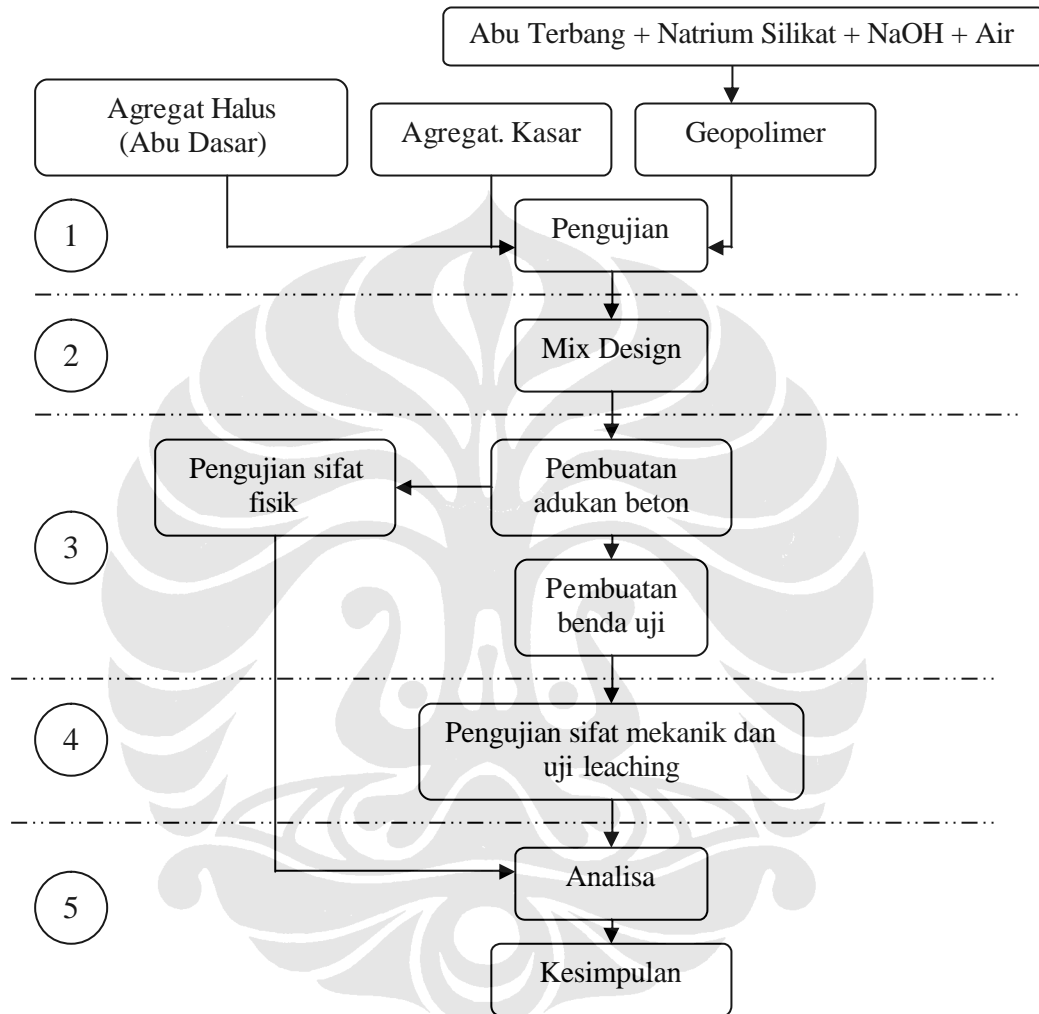 Abu Terbang + Natrium Silikat + NaOH + Air
Agregat Halus
(Abu Dasar)
Agregat. Kasar
Geopolimer
1
Pengujian
2
Mix Design
3
Pengujian sifat
fisik
Pembuatan
adukan beton
Pembuatan
benda uji
4
Pengujian sifat mekanik dan
uji leaching
5
Analisa
Kesimpulan